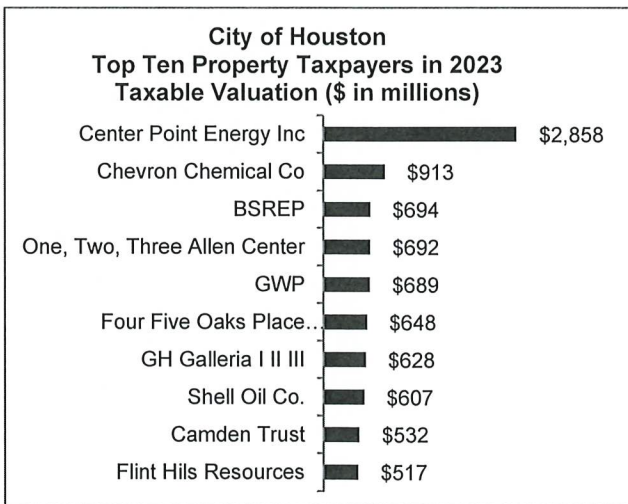 City of Houston
Top Ten Property Taxpayers in 2023
Taxable Valuation ($ in millions)
Center Point Energy Inc $2,858
Chevron Chemical Co $913
BSREP $694
One, Two, Three Allen Center $692
GWP $689
Four Five Oaks Place... $648
GH Galleria I II III $628
Shell Oil Co. $607
Camden Trust $532
Flint Hils Resources $517